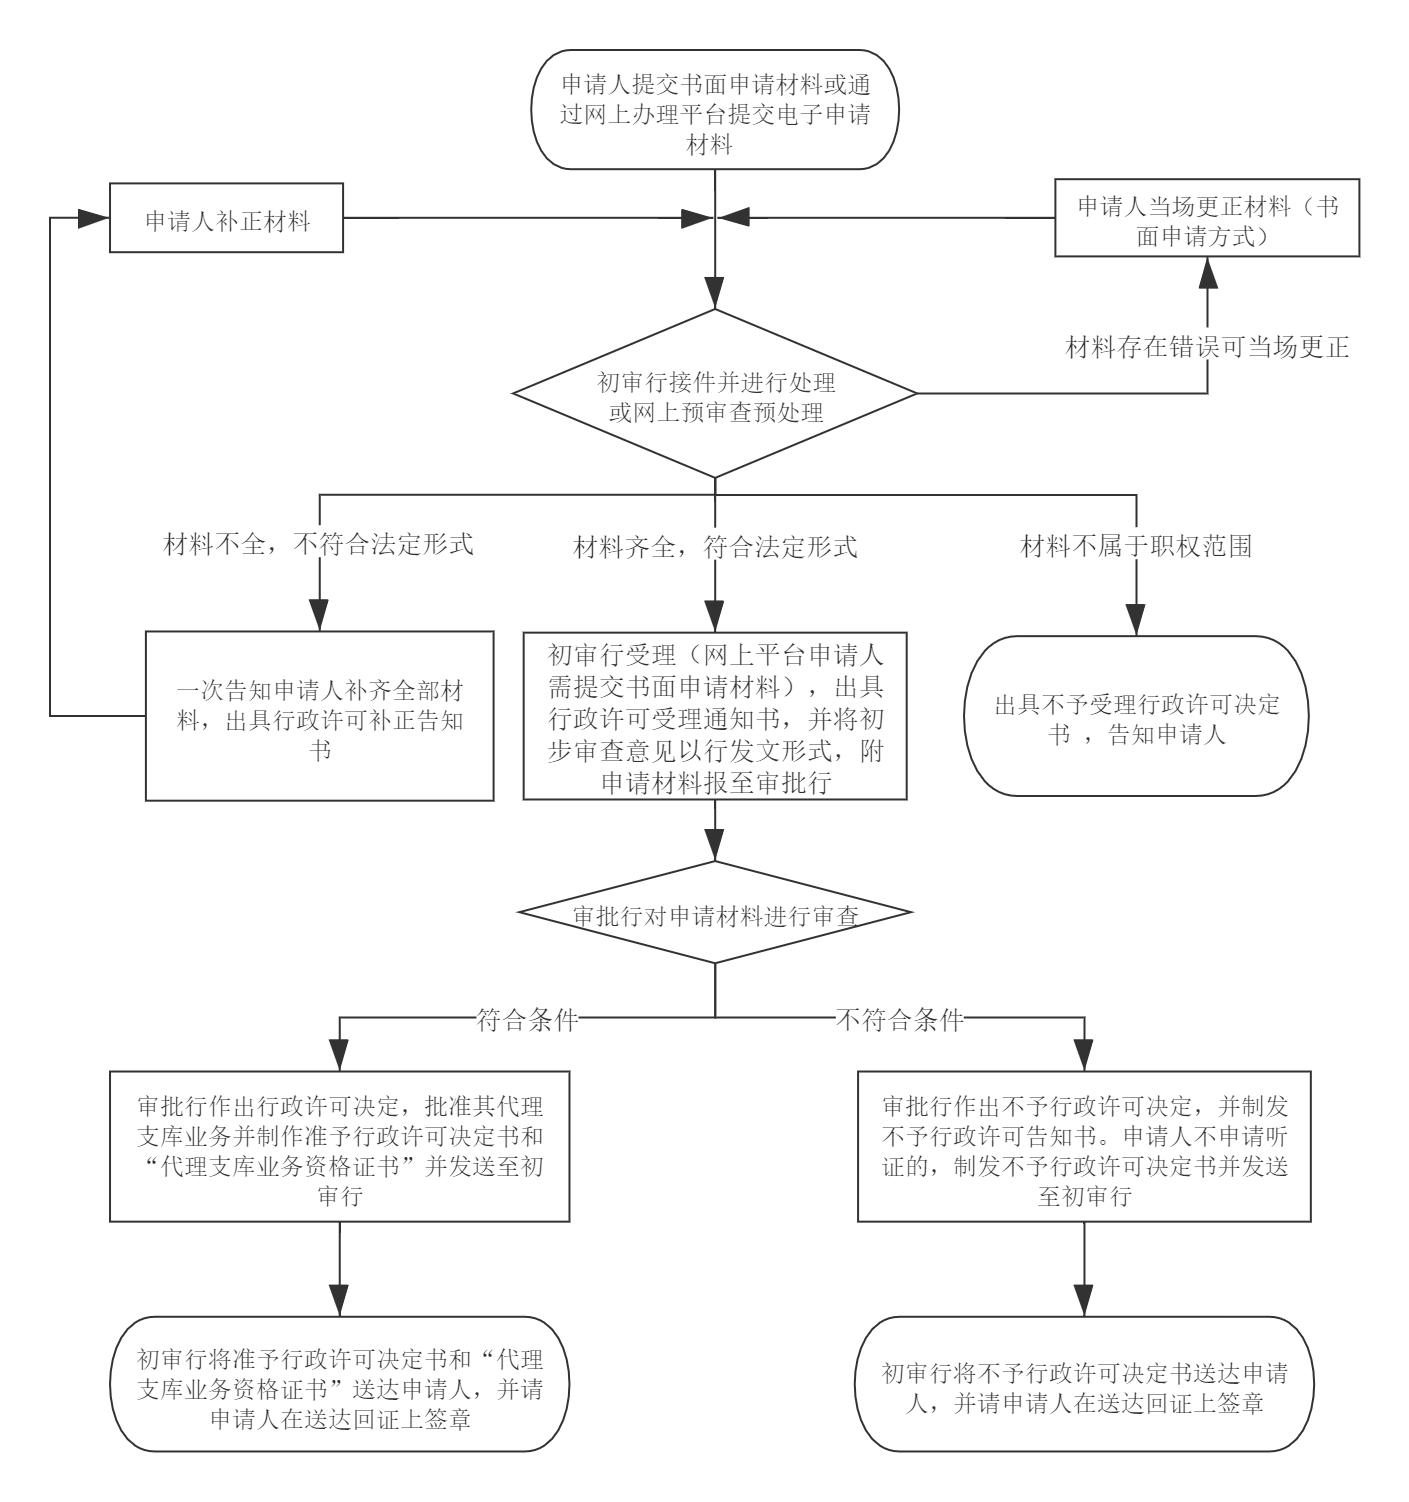 申请人提交书面申请材料或通
过网上办理平台提交电子申请
材料
申请人补正材料
申请人当场更正材料（书
面申请方式）
材料存在错误可当场更正
初审行接件并进行处理
或网上预审查预处理
材料不全，不符合法定形式
材料齐全，符合法定形式
材料不属于职权范围
一次告知申请人补齐全部材
料，出具行政许可补正告知
书
初审行受理（网上平台申请人
需提交书面申请材料），出具
行政许可受理通知书，并将初
步审查意见以行发文形式，附
申请材料报至审批行
出具不予受理行政许可决定
书 ，告知申请人
审批行对申请材料进行审查
符合条件
不符合条件
审批行作出行政许可决定，批准其代理
支库业务并制作准予行政许可决定书和
“代理支库业务资格证书”并发送至初
审行
审批行作出不予行政许可决定，并制发
不予行政许可告知书。申请人不申请听
证的，制发不予行政许可决定书并发送
至初审行
初审行将准予行政许可决定书和“代理
支库业务资格证书”送达申请人，并请
申请人在送达回证上签章
初审行将不予行政许可决定书送达申请
人，并请申请人在送达回证上签章